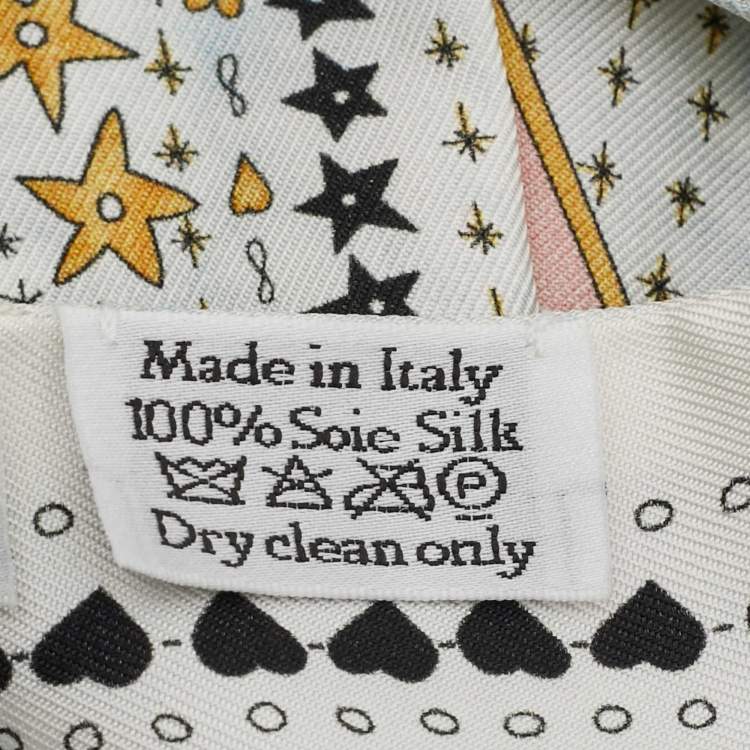 Made in Italy
100% Soie Silk
P
Dry clean only